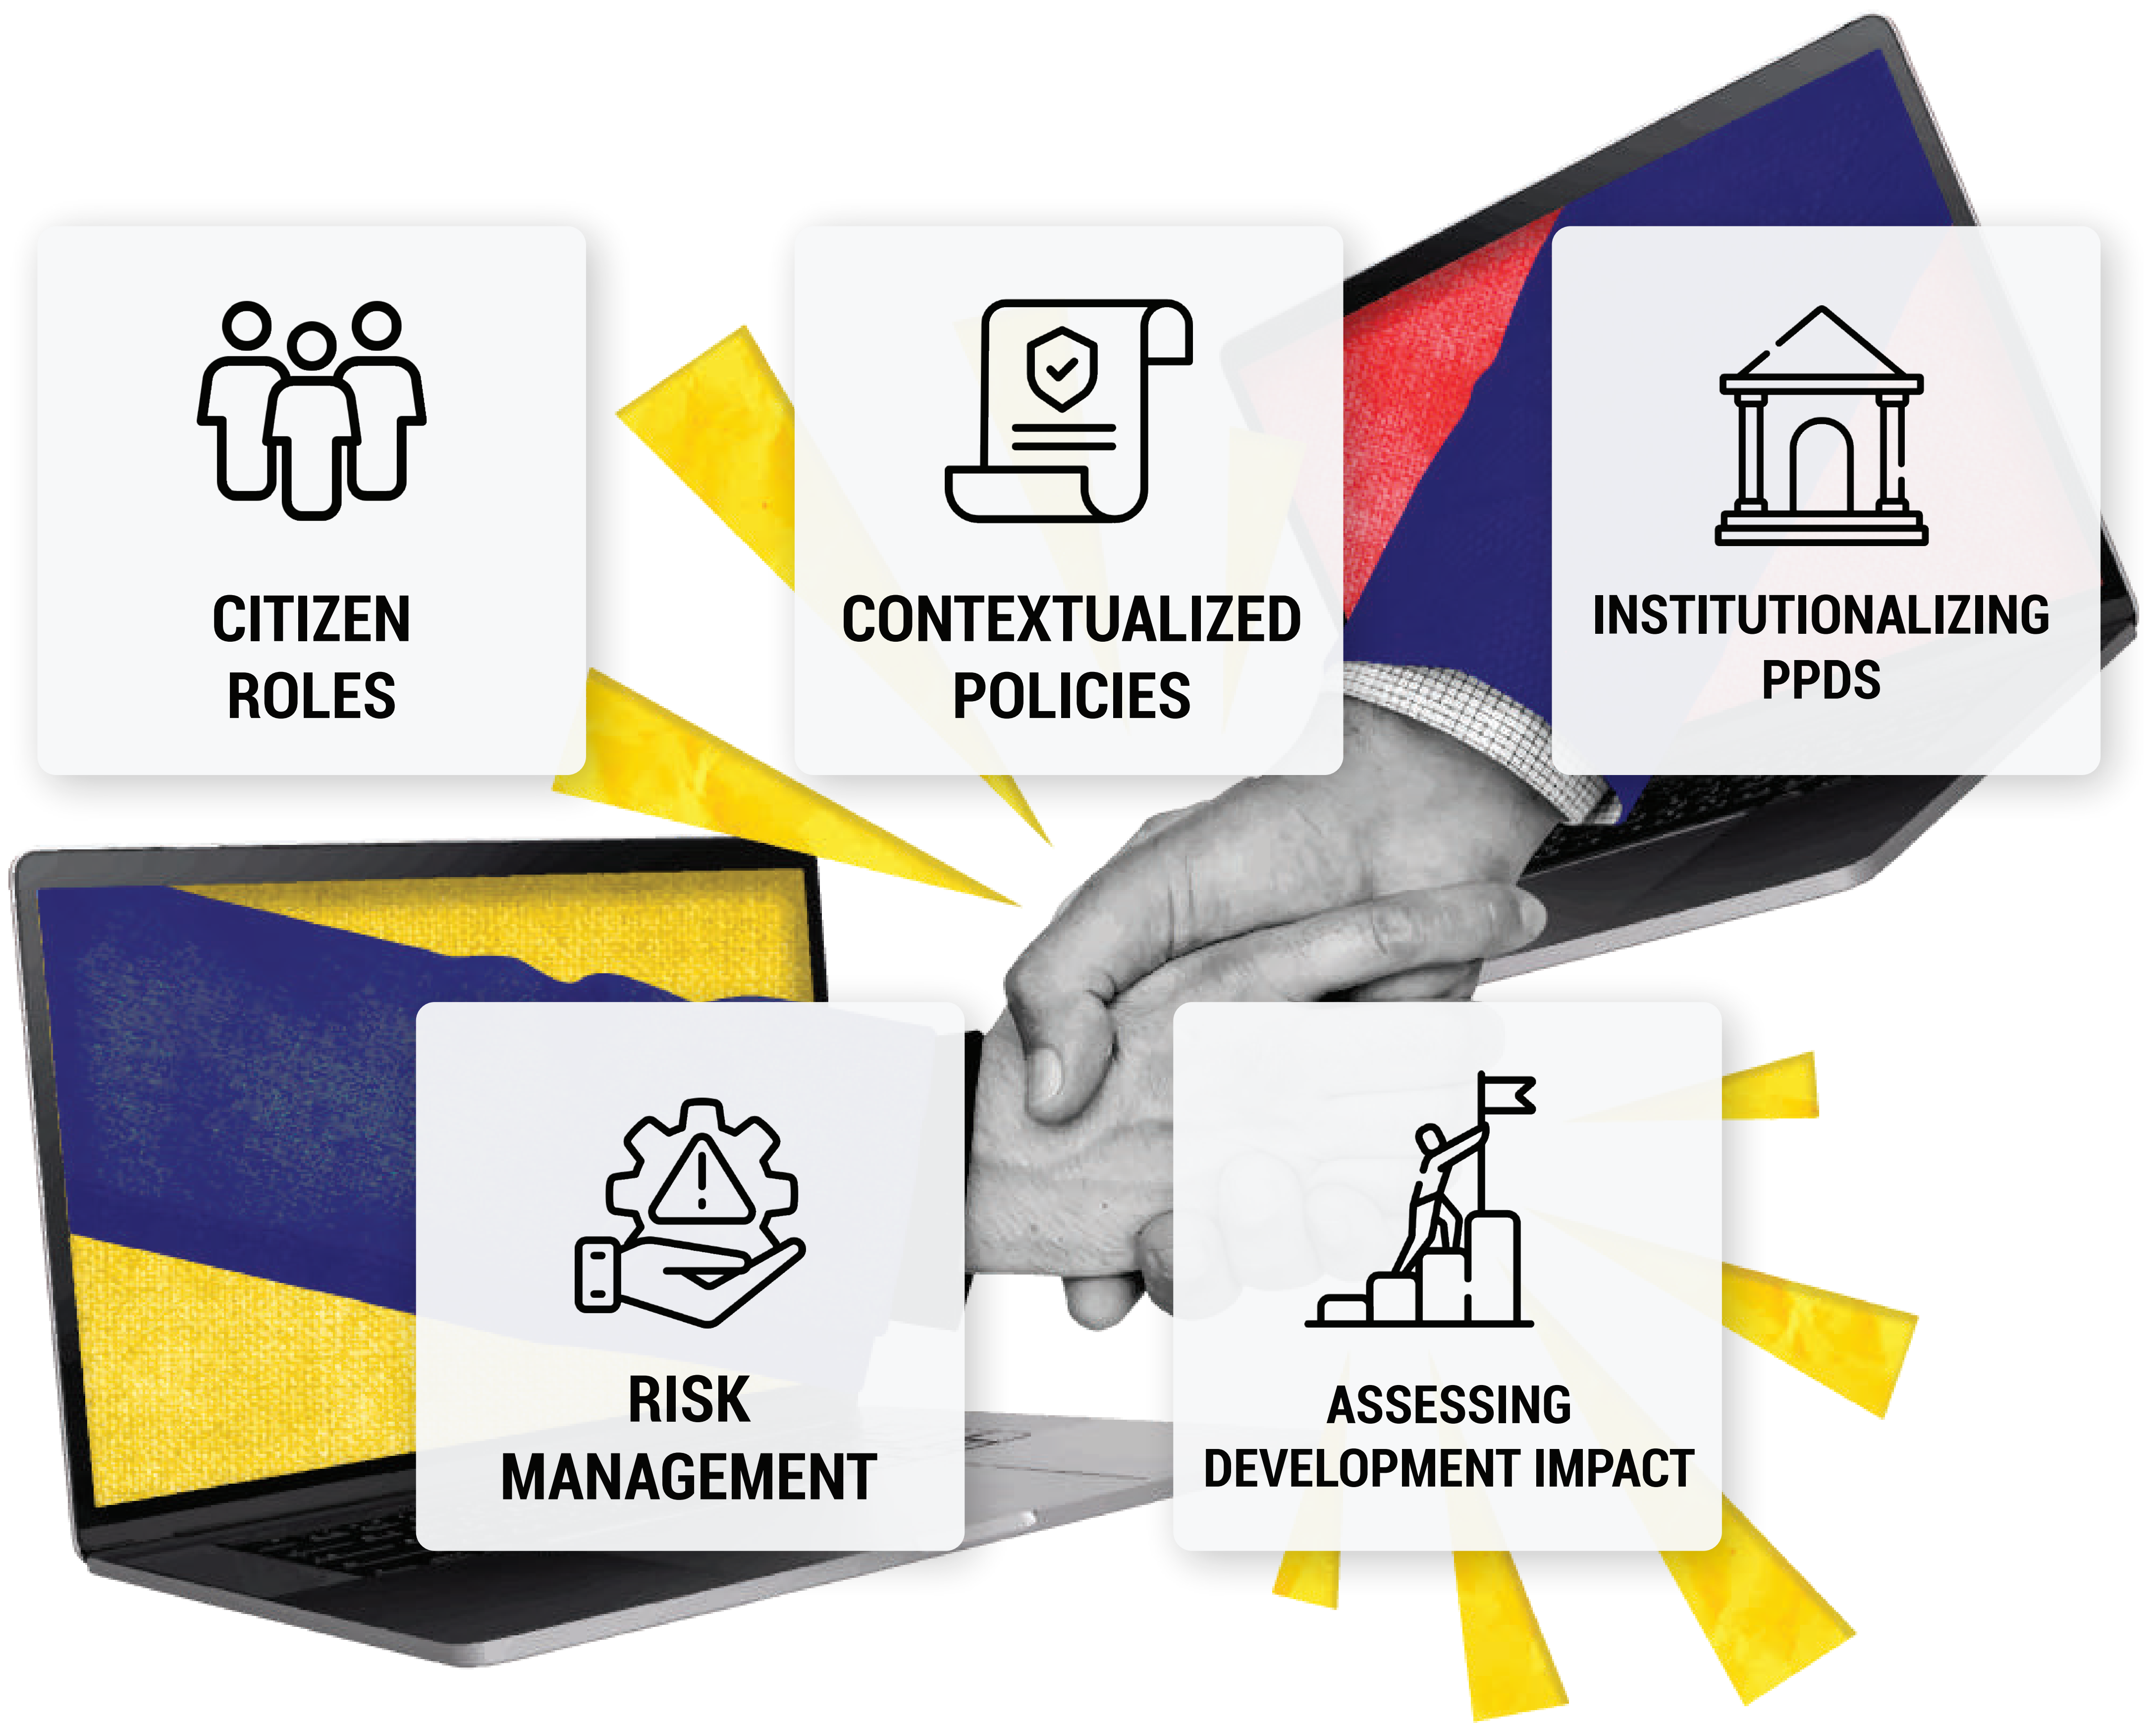 CITIZEN
ROLES
CONTEXTUALIZED
POLICIES
INSTITUTIONALIZING
PPDS
RISK
MANAGEMENT
ASSESSING
DEVELOPMENT IMPACT